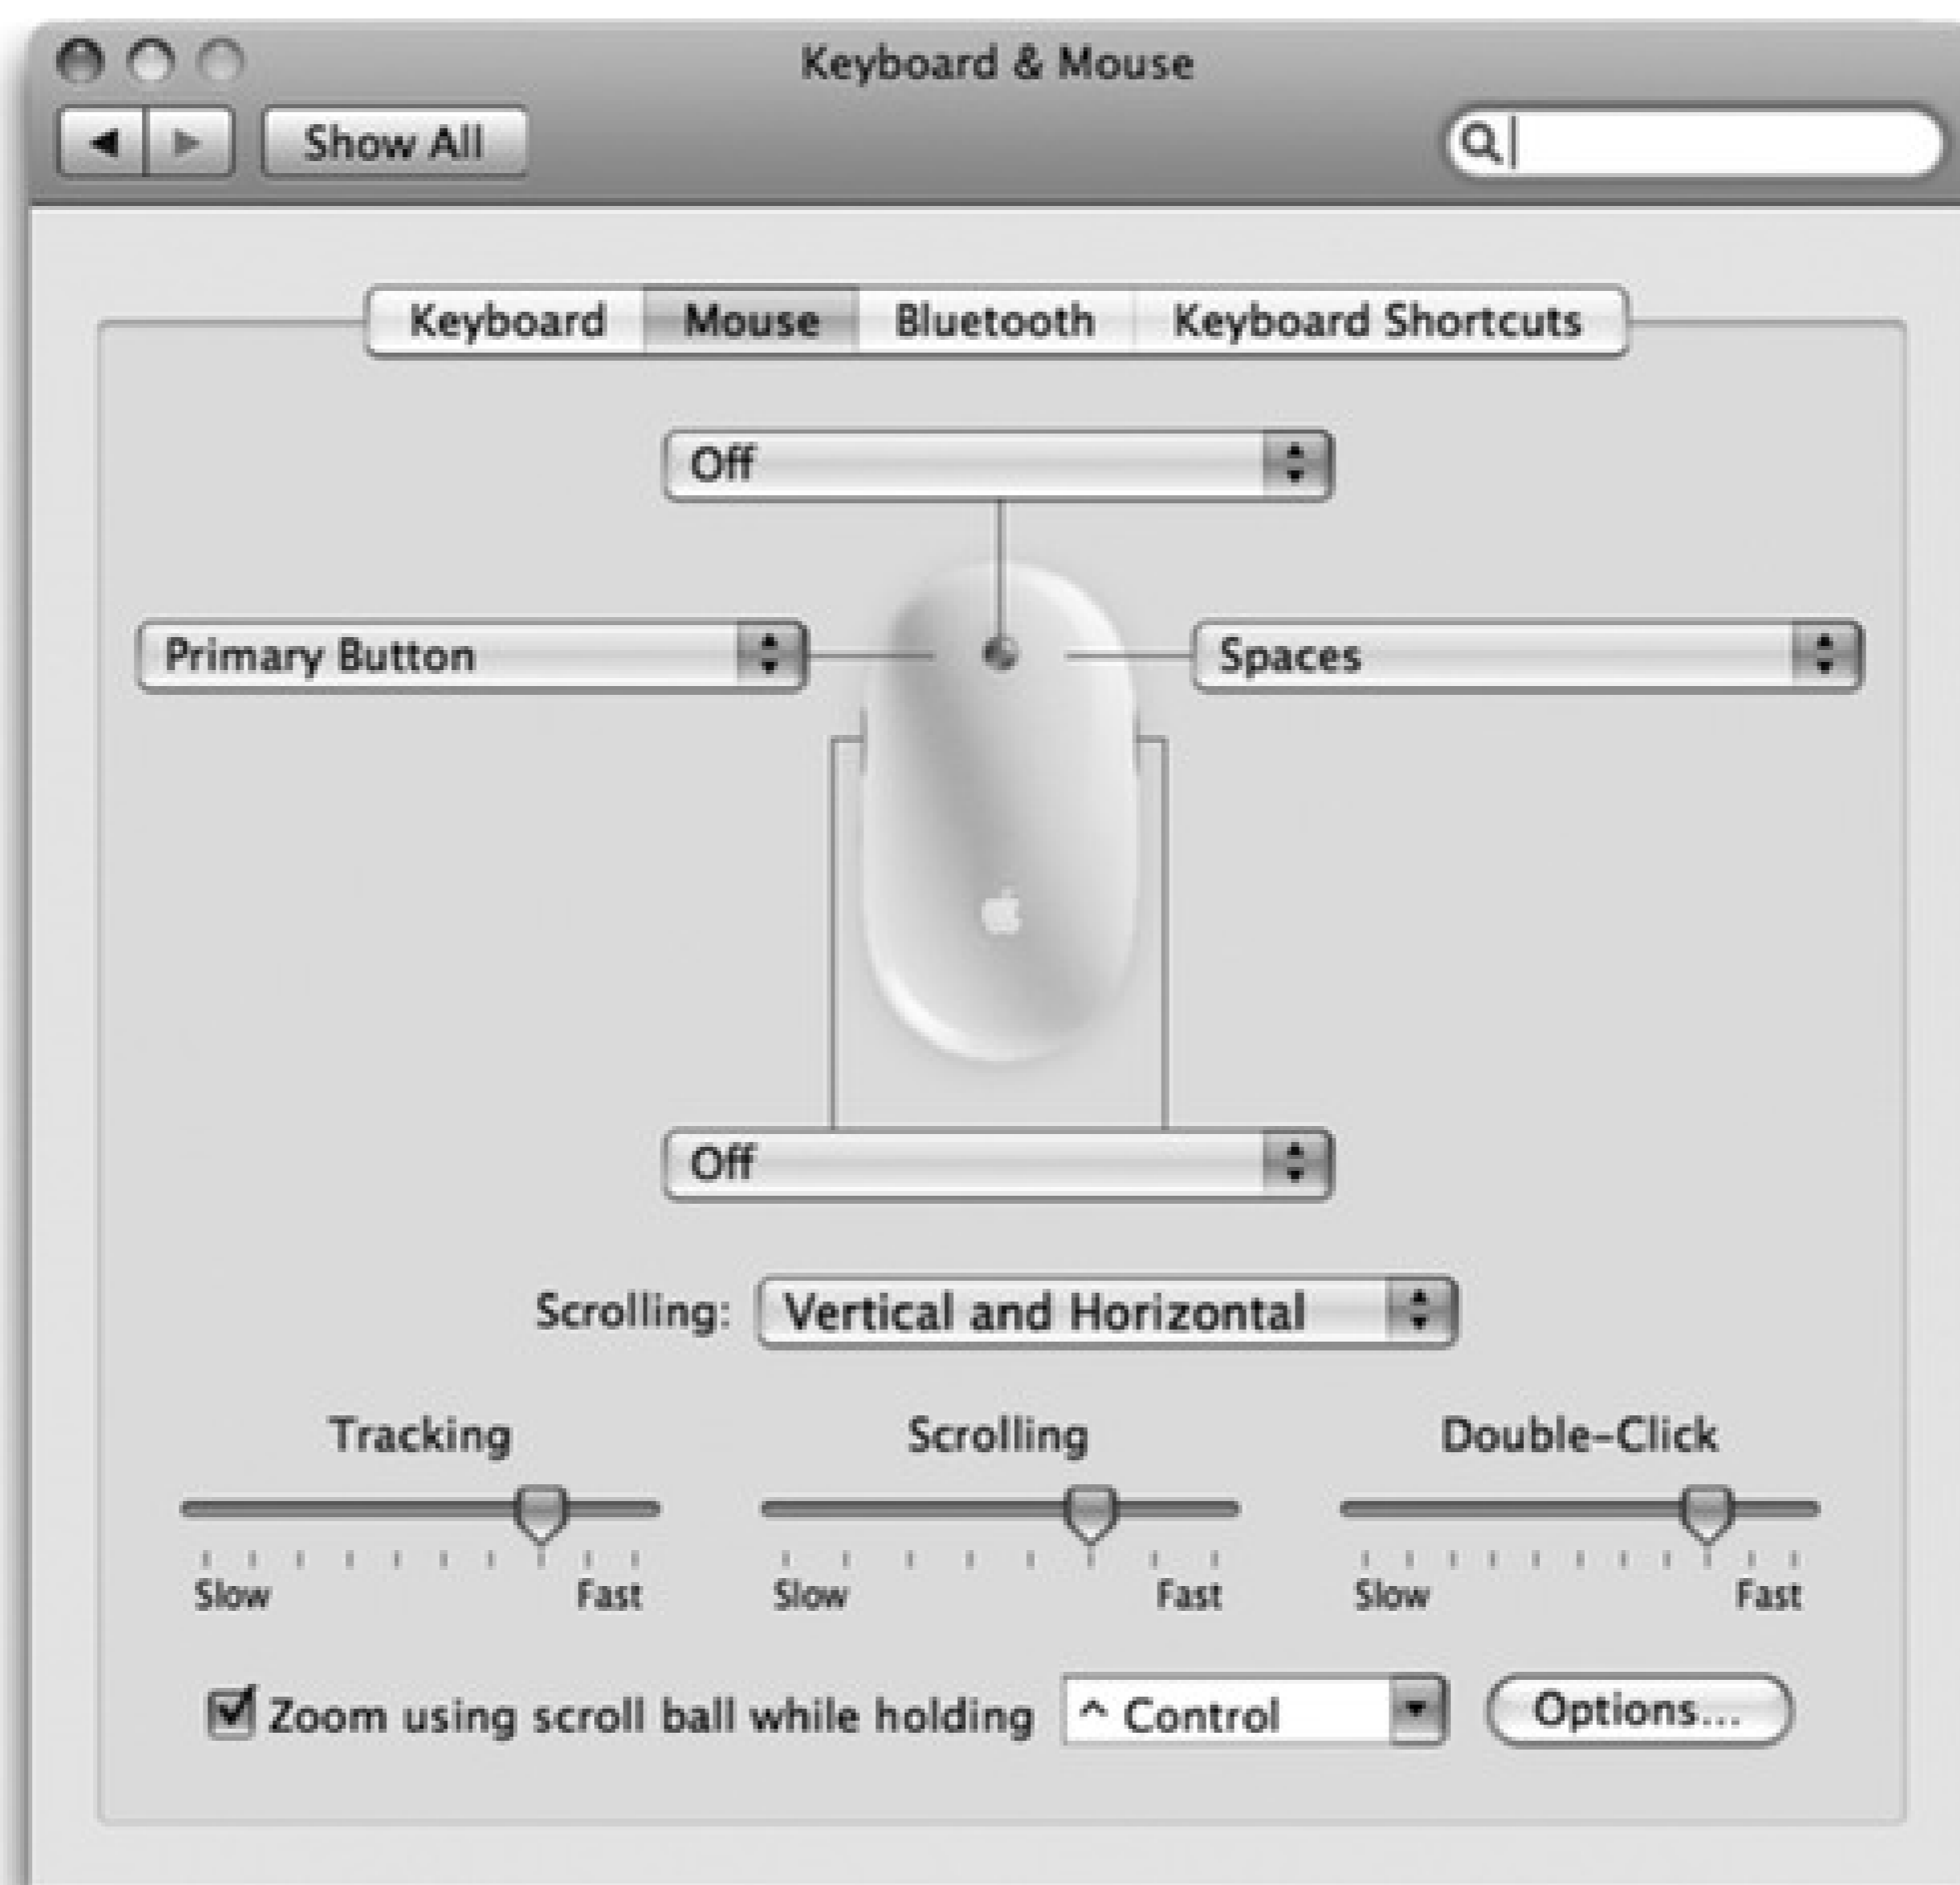 Keyboard & Mouse
Show All
Keyboard Mouse Bluetooth Keyboard Shortcuts
Off
Primary Button Spaces
Off
Scrolling: Vertical and Horizontal
Tracking Scrolling Double-Click
Slow Fast Slow Fast Slow Fast
Zoom using scroll ball while holding ^ Control Options...